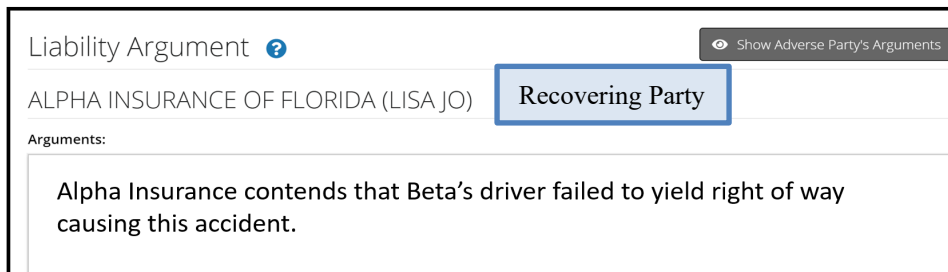 Liability Argument ?
Show Adverse Party's Arguments
ALPHA INSURANCE OF FLORIDA (LISA JO)
Recovering Party
Arguments:
Alpha Insurance contends that Beta's driver failed to yield right of way
causing this accident.